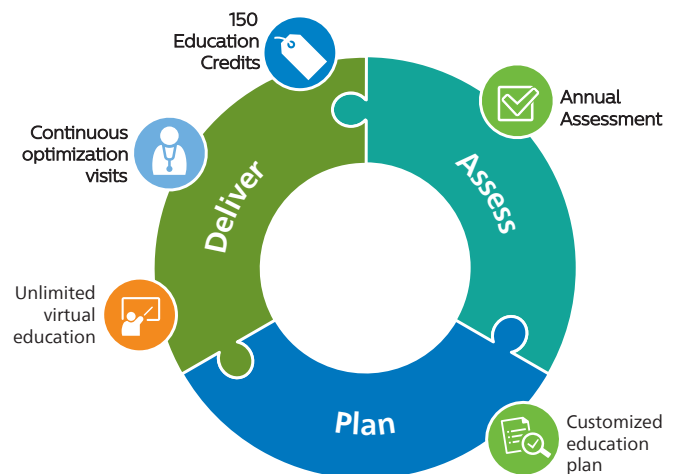 150
Education
Credits
Annual
Assessment
Continuous
optimization
visits
Assess
Deliver
Unlimited
virtual
education
Plan
Customized
education
plan